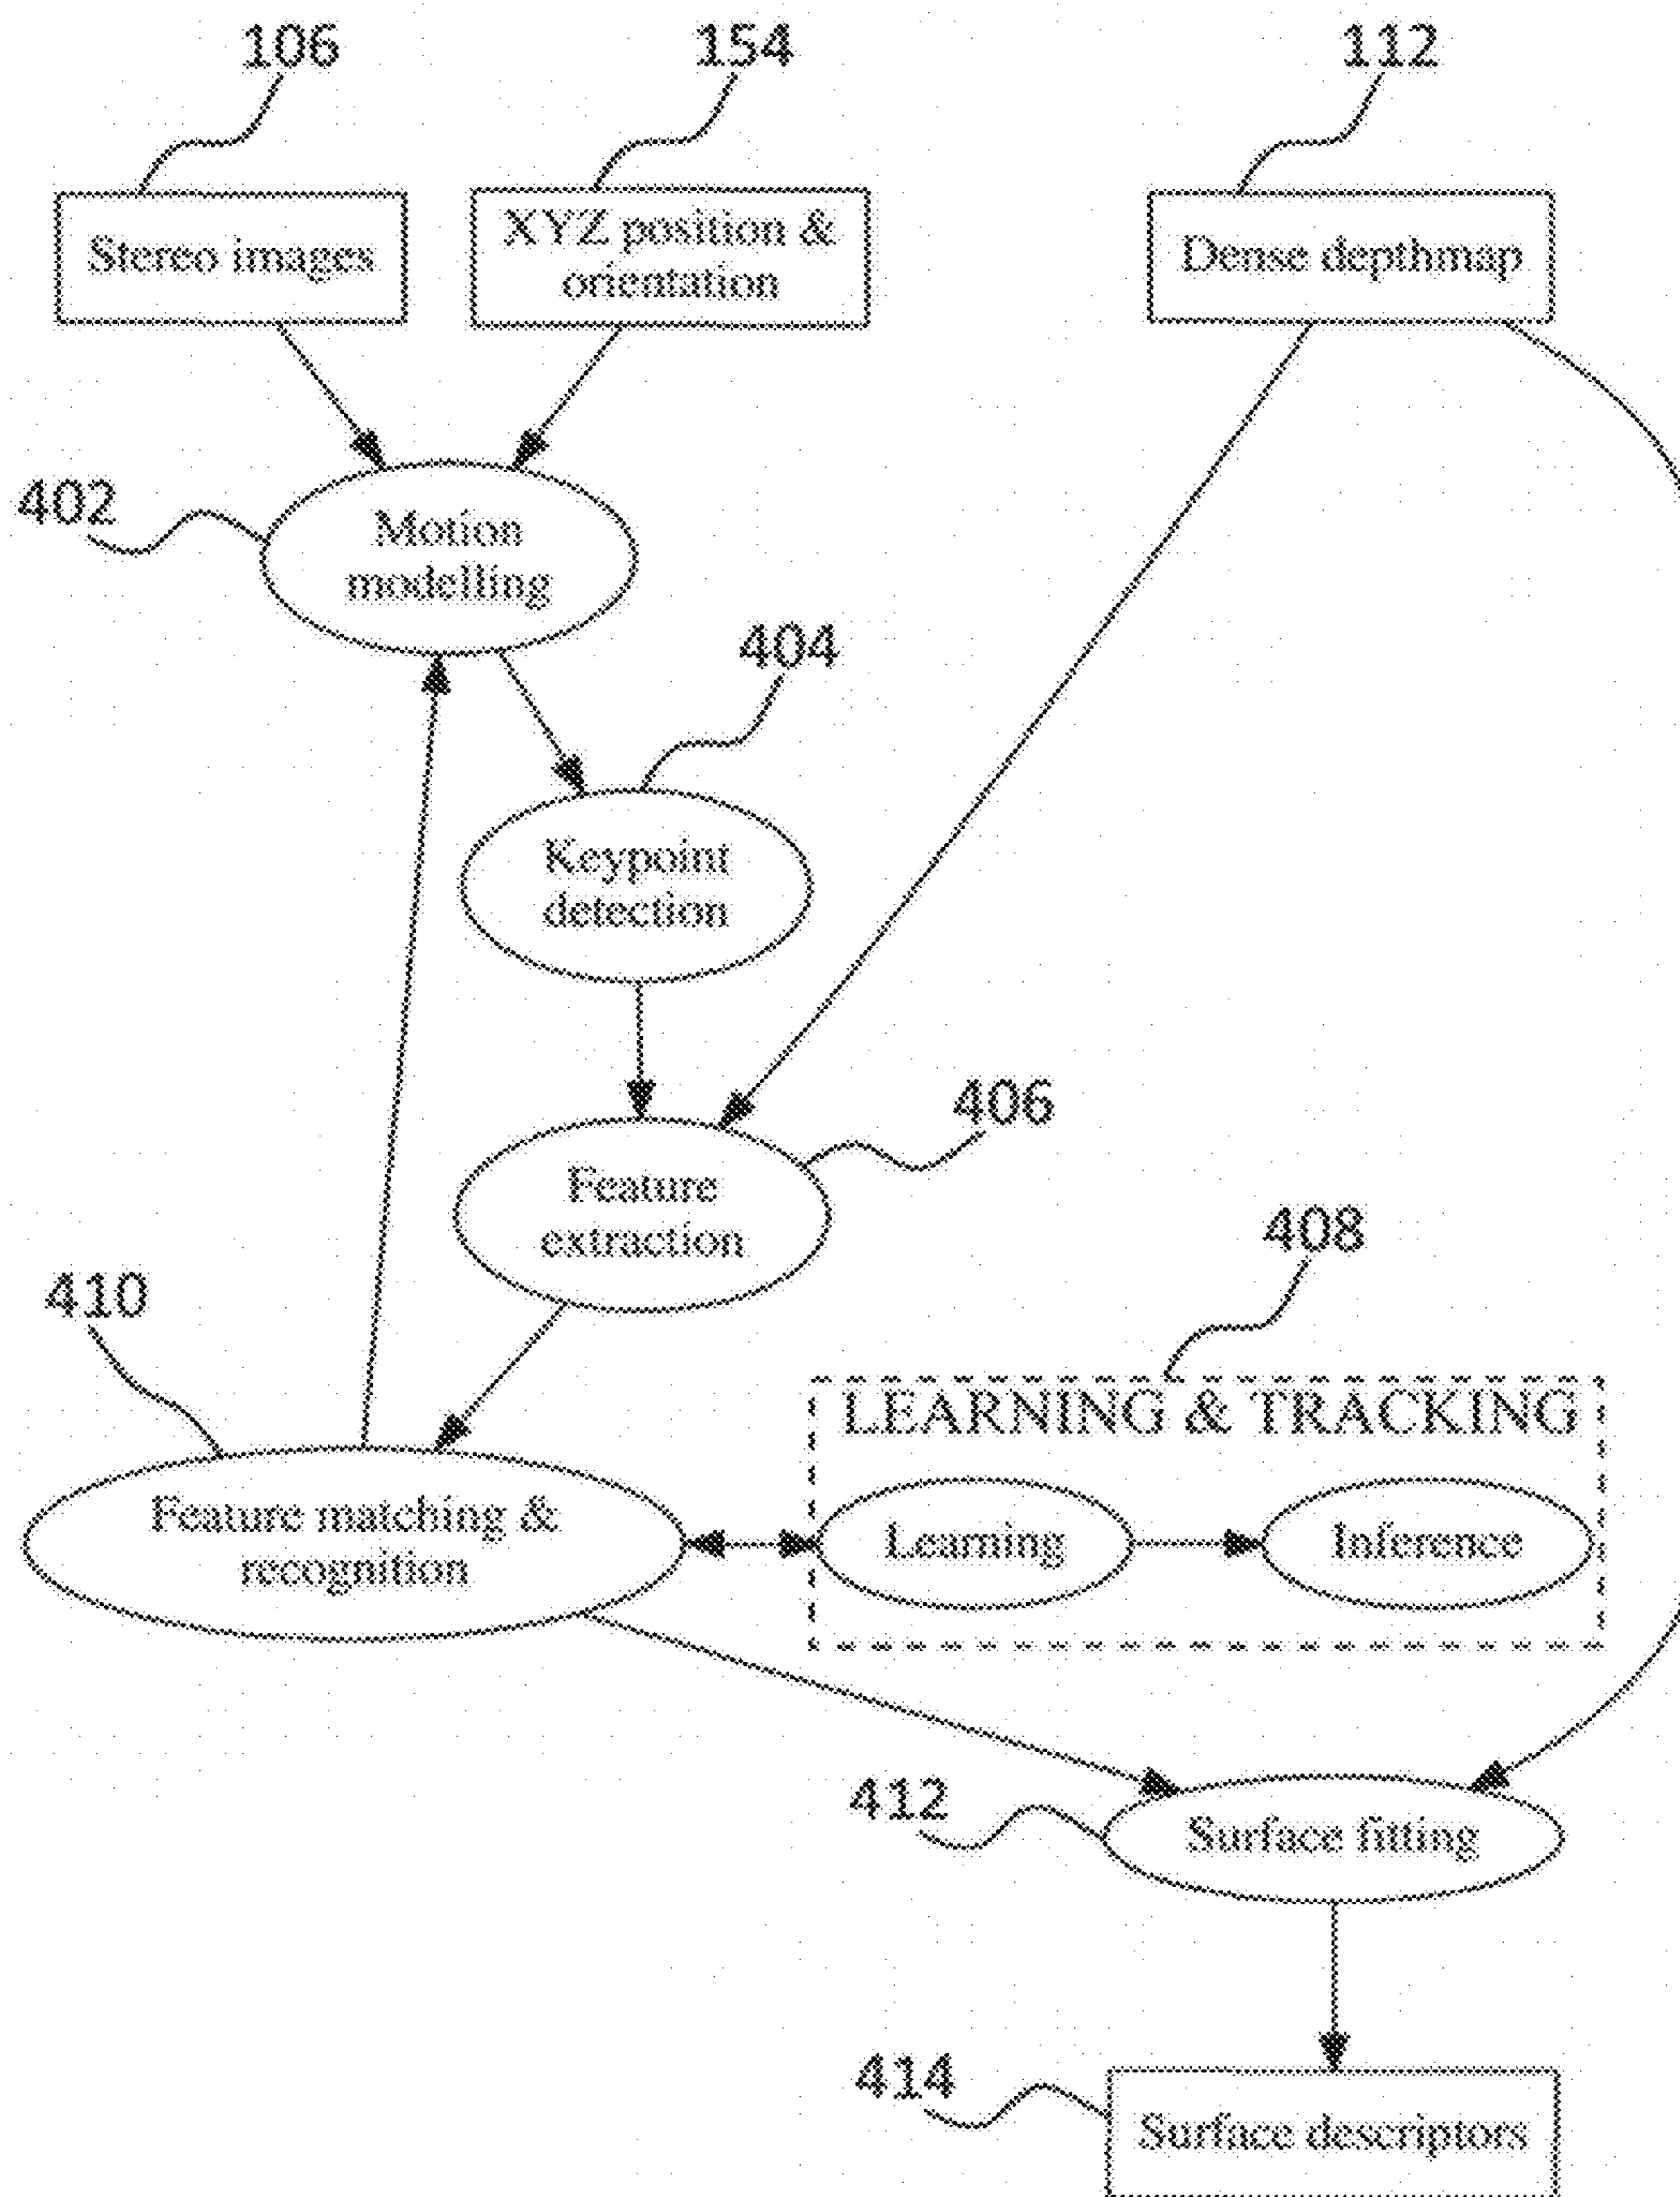 106
154
112
Stereo images
XYZ position &
orientation
Dense depthmap
402
Motion
modelling
404
Keypoint
detection
406
Feature
extraction
408
410
LEARNING & TRACKING
Feature matching &
recognition
Learning
Inference
412
Surface fitting
414
Surface descriptors